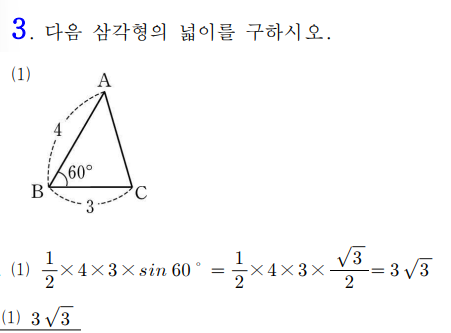 3. 다음 삼각형의 넓이를 구하시오.
(1)
A
4
60°
B
C
3
(1) 1/2 × 4 × 3 × sin 60° = 1/2 × 4 × 3 × √3/2 = 3√3
(1) 3√3